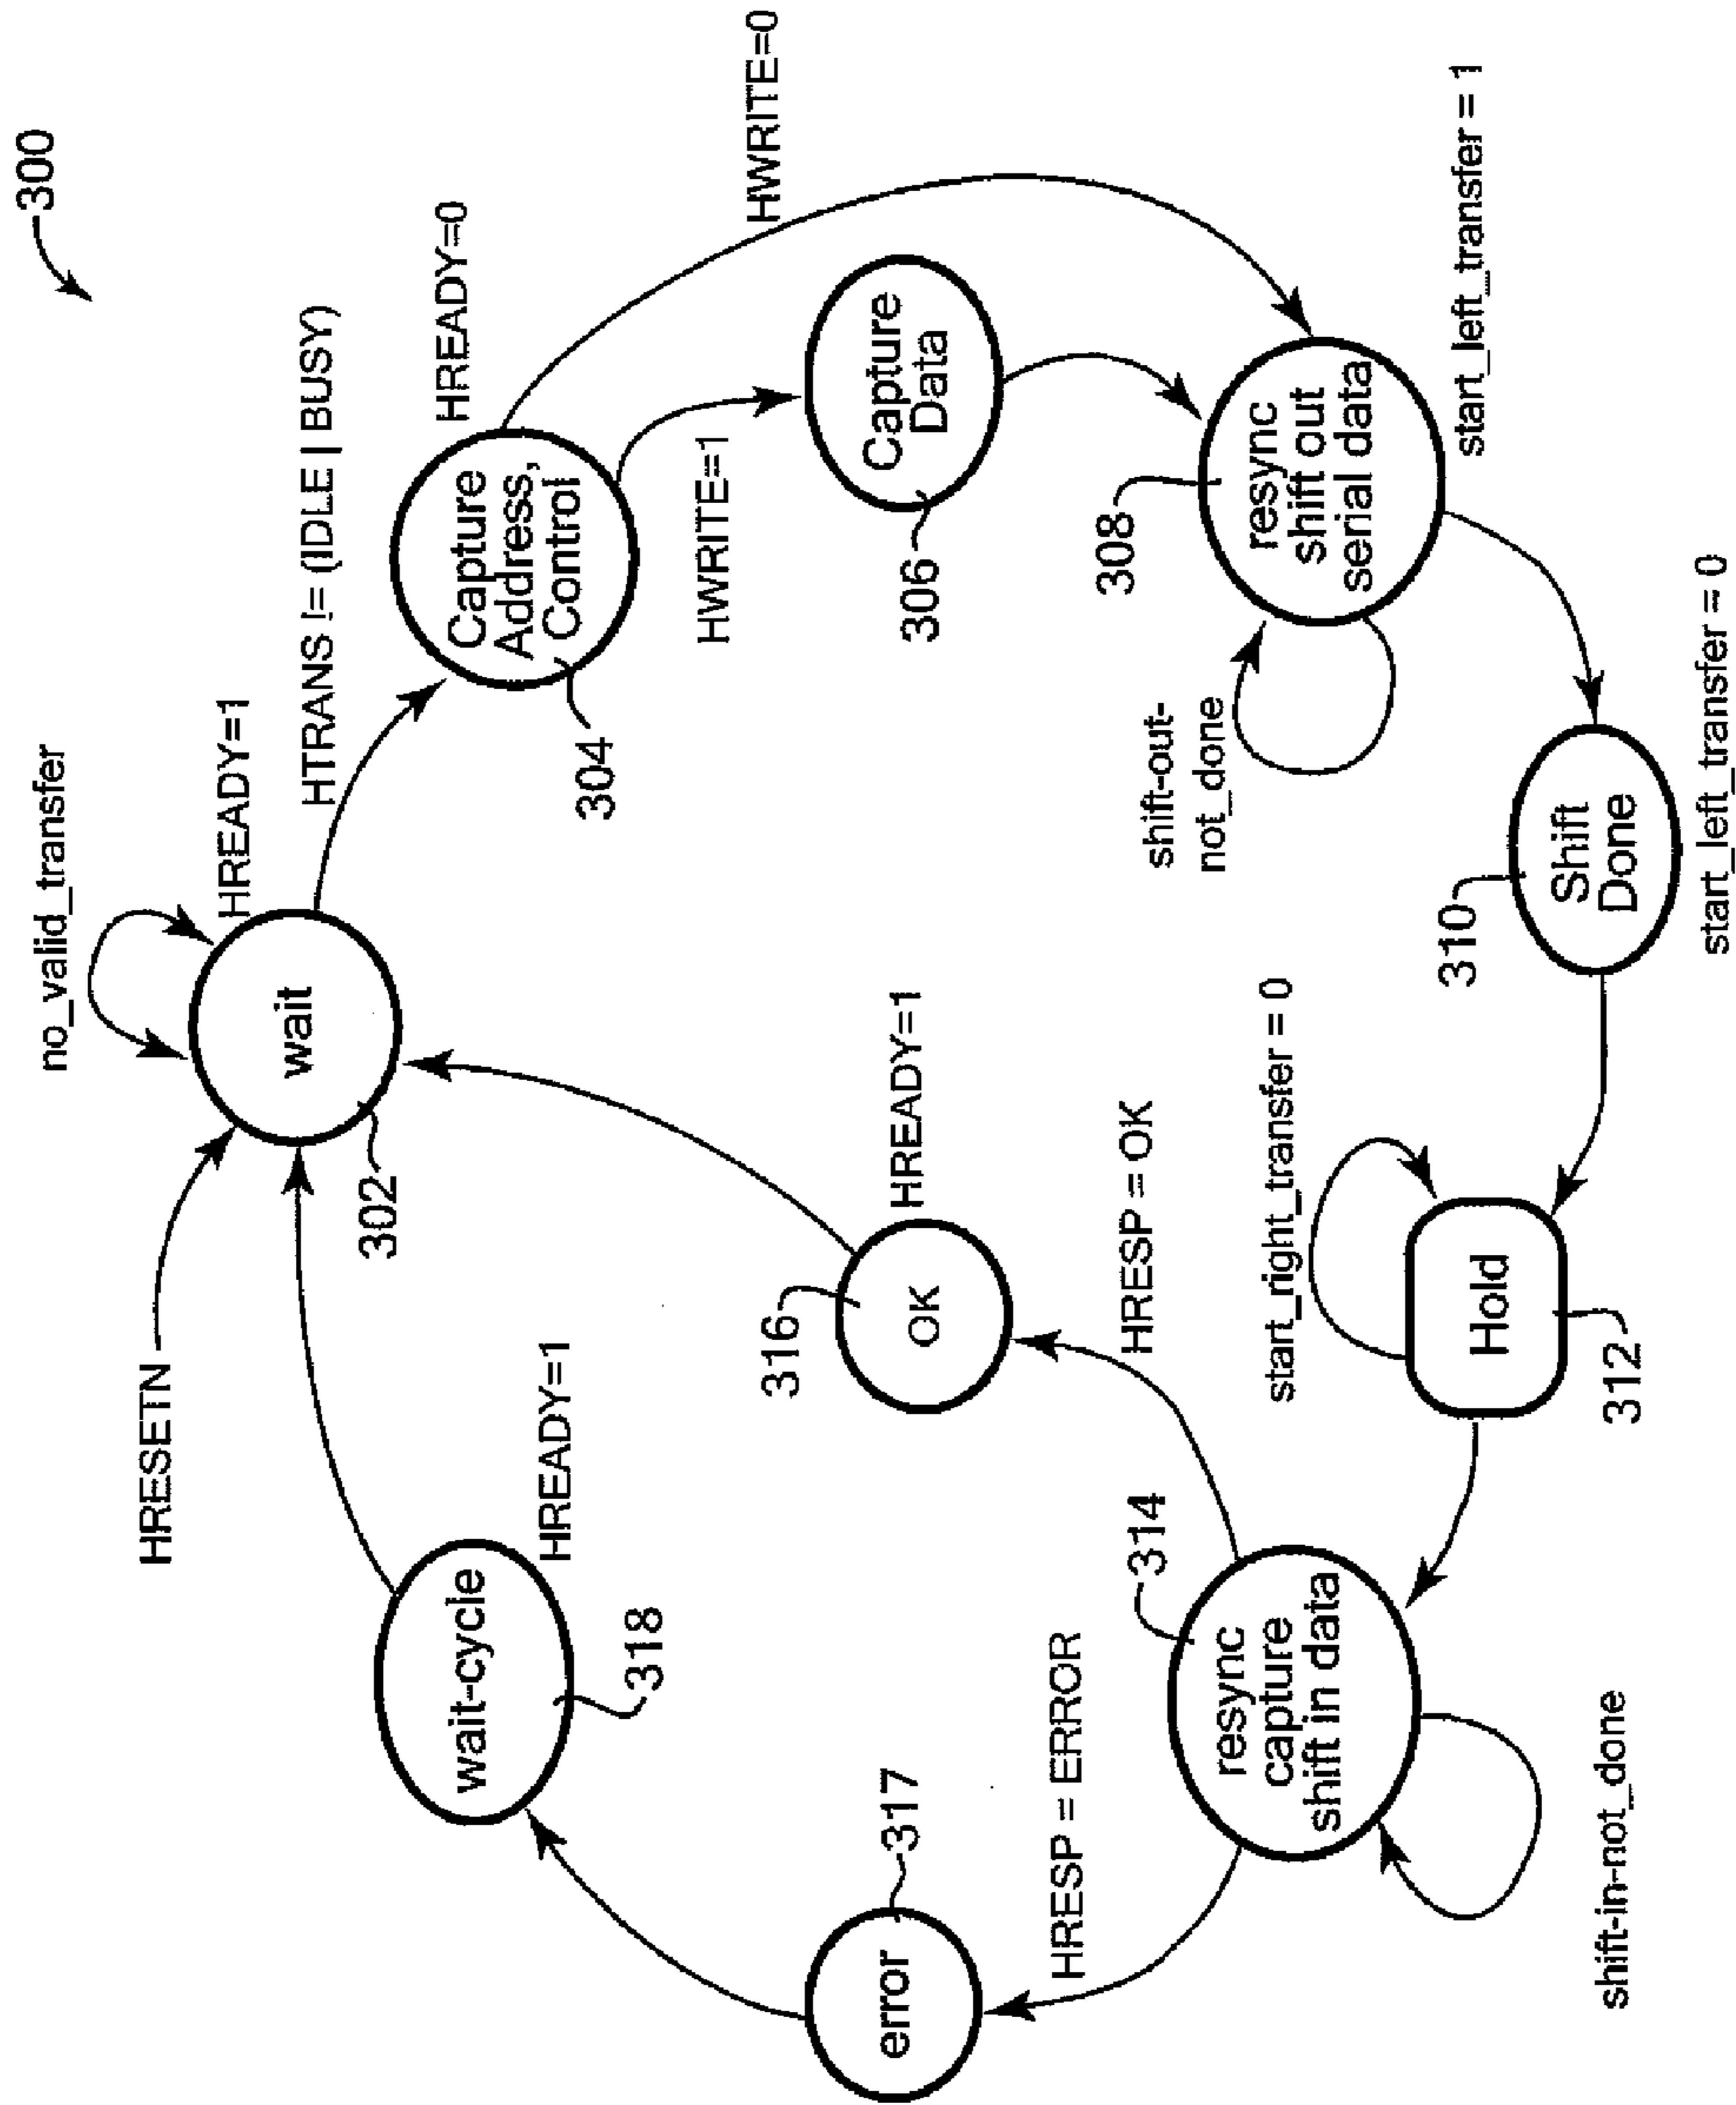 300
no_valid_transfer
HREADY=1
HRESETN
wait
302
HTRANS != (IDLE | BUSY)
HREADY=0
Capture
Address,
Control
304
HWRITE=0
HWRITE=1
Capture
Data
306
resync
shift out
serial data
308
start_left_transfer = 1
shift-out-
not_done
Shift
Done
310
start_left_transfer = 0
Hold
312
start_right_transfer = 0
resync
capture
shift in data
314
shift-in-not_done
HRESP = OK
OK
316
HREADY=1
HRESP = ERROR
error
317
wait-cycle
318
HREADY=1